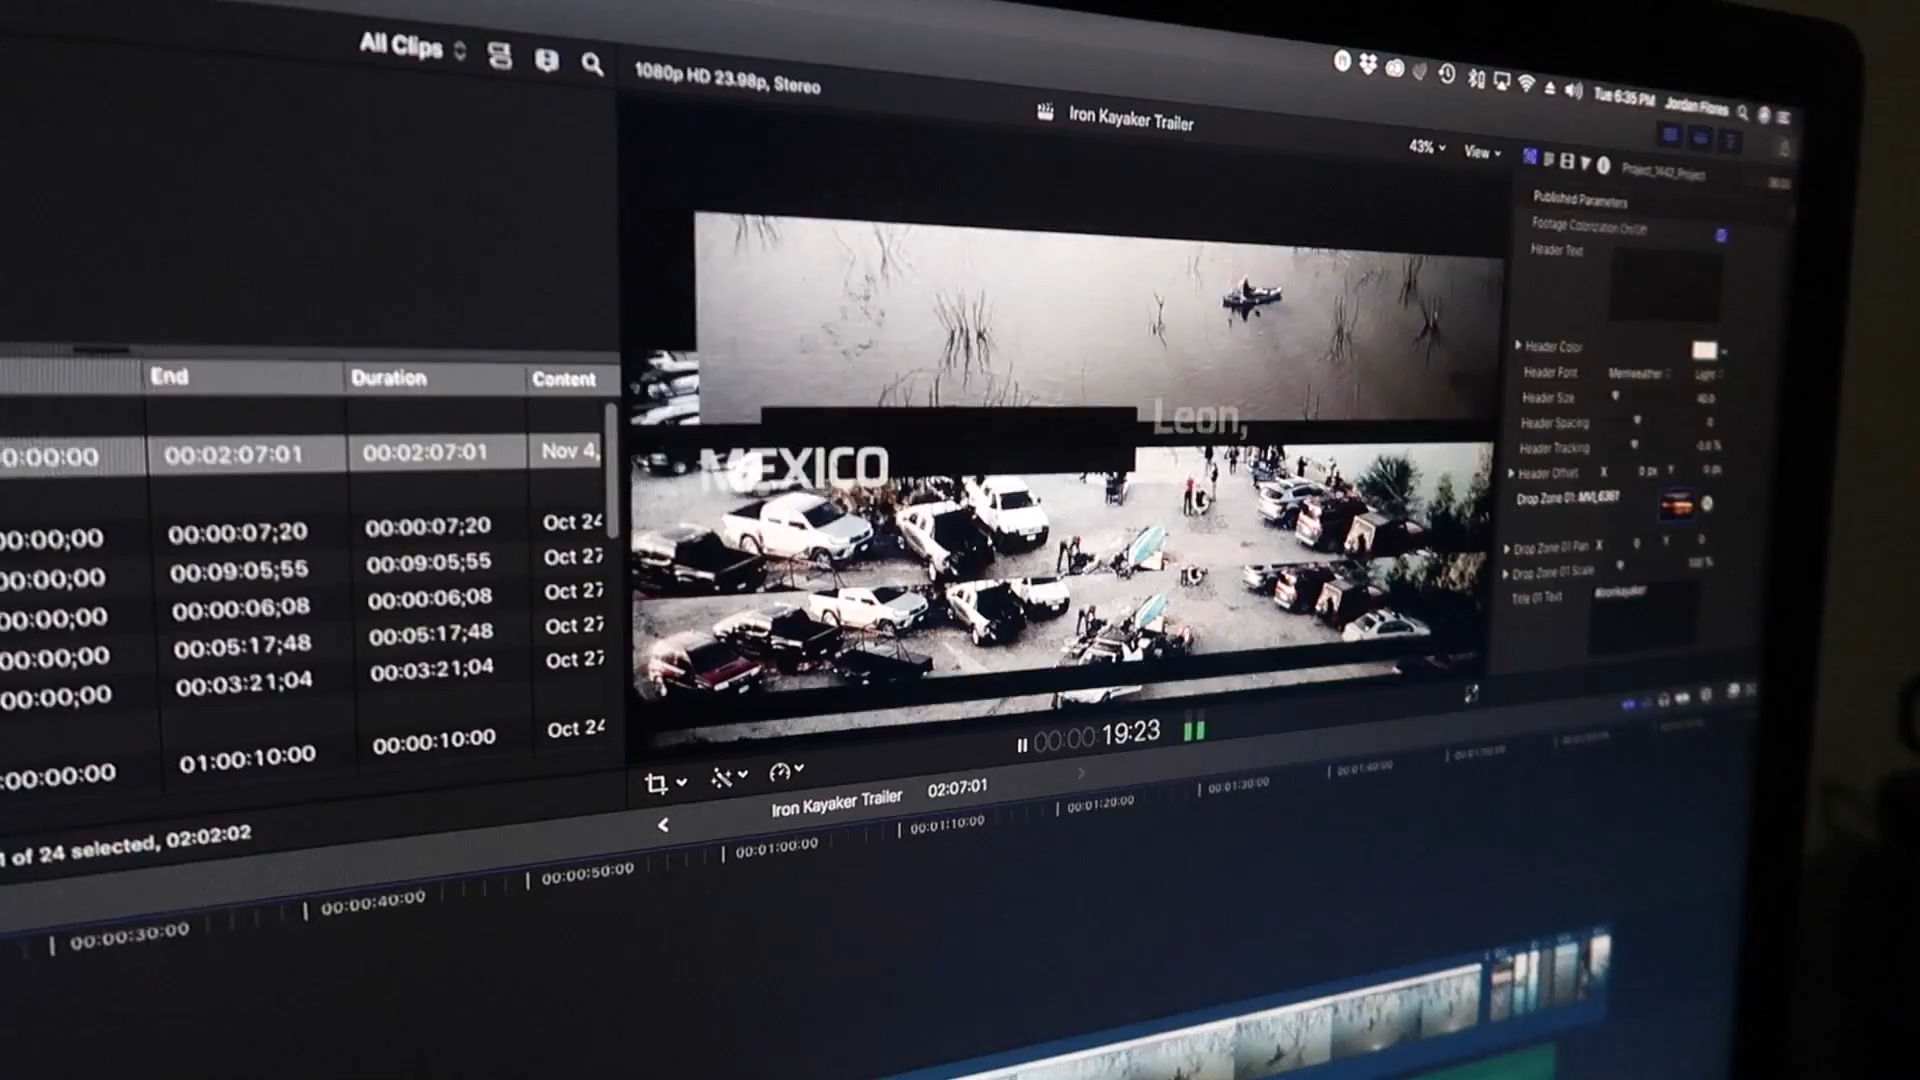 All Clips
1080p HD 23.98p, Stereo
Tue 6:35 PM Jordan Flores
Iron Kayaker Trailer
43% View
Project_1442_Project
Published Parameters
Footage Colorization On/Off
Header Text
Header Color
Header Font Merriweather Light
Header Size
Header Spacing 0
Header Tracking
Header Offset X 0 px Y 0 px
Drop Zone 01: MVI_6361
Drop Zone 01 Pan X 0 Y 0
Drop Zone 01 Scale 100 %
Title 01 Text #ironkayaker
End Duration Content
0:00:00 00:02:07:01 00:02:07:01 Nov 4,
00:00;00 00:00:07;20 00:00:07;20 Oct 24
00:00;00 00:09:05;55 00:09:05;55 Oct 27
00:00;00 00:00:06;08 00:00:06;08 Oct 27
00:00;00 00:05:17;48 00:05:17;48 Oct 27
00:00;00 00:03:21;04 00:03:21;04 Oct 27
:00:00:00 01:00:10:00 00:00:10:00 Oct 24
1 of 24 selected, 02:02:02
Leon,
MEXICO
00:00:19:23
Iron Kayaker Trailer 02:07:01
00:00:30:00
00:00:40:00
00:00:50:00
00:01:00:00
00:01:10:00
00:01:20:00
00:01:30:00
00:01:40:00
00:01:50:00